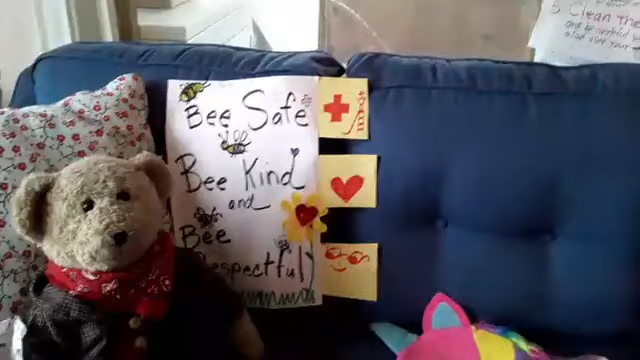 Bee Safe
Bee Kind
and
Bee
Respectful
5 Clean the